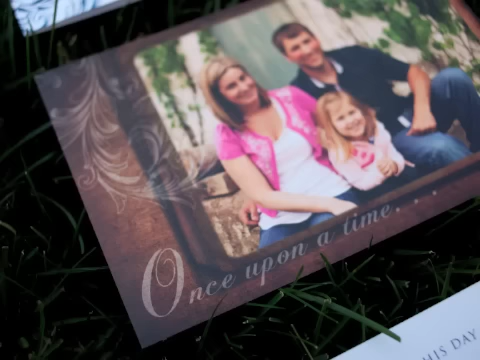 Once upon a time. . .
HIS DAY